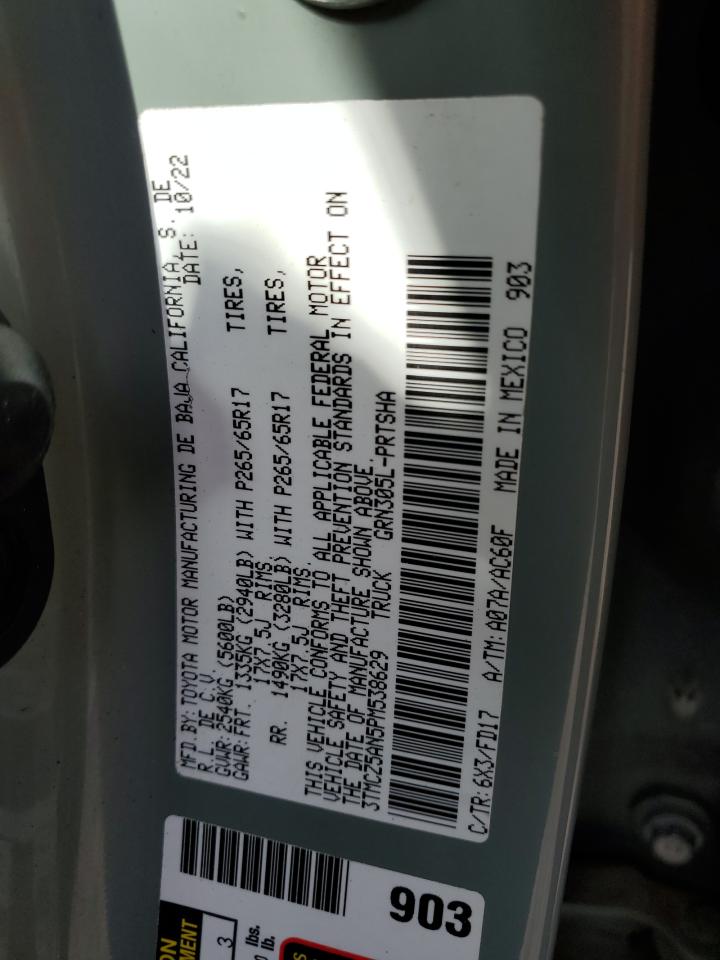 MFD.BY: TOYOTA MOTOR MANUFACTURING DE BAJA CALIFORNIA, S. DE
R.L. DE C.V. DATE: 10/22
GVWR: 2540KG (5600LB)
GAWR: FRT. 1335KG (2940LB) WITH P265/65R17 TIRES,
17X7.5J RIMS.
RR. 1490KG (3280LB) WITH P265/65R17 TIRES,
17X7.5J RIMS.
THIS VEHICLE CONFORMS TO ALL APPLICABLE FEDERAL MOTOR
VEHICLE SAFETY AND THEFT PREVENTION STANDARDS IN EFFECT ON
THE DATE OF MANUFACTURE SHOWN ABOVE.
3TMCZ5AN5PM538629 TRUCK GRN305L-PRTSHA
C/TR: 6X3/FD17 A/TM: A07A/AC60F MADE IN MEXICO 903
903
3
lbs.
lb.